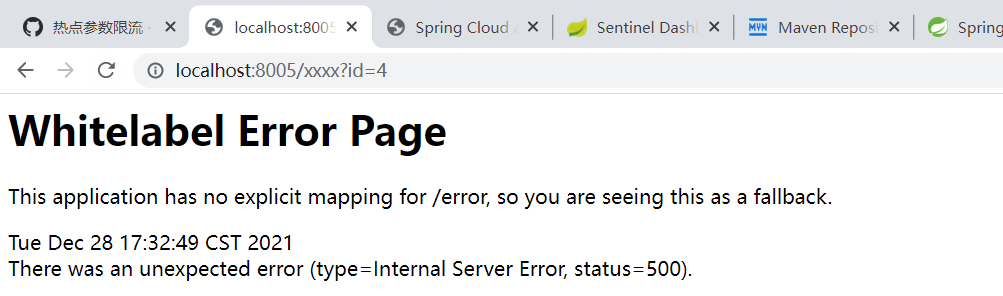 热点参数限流 ·
localhost:8005
Spring Cloud A
Sentinel Dashb
Maven Reposi
Spring
localhost:8005/xxxx?id=4
Whitelabel Error Page
This application has no explicit mapping for /error, so you are seeing this as a fallback.
Tue Dec 28 17:32:49 CST 2021
There was an unexpected error (type=Internal Server Error, status=500).